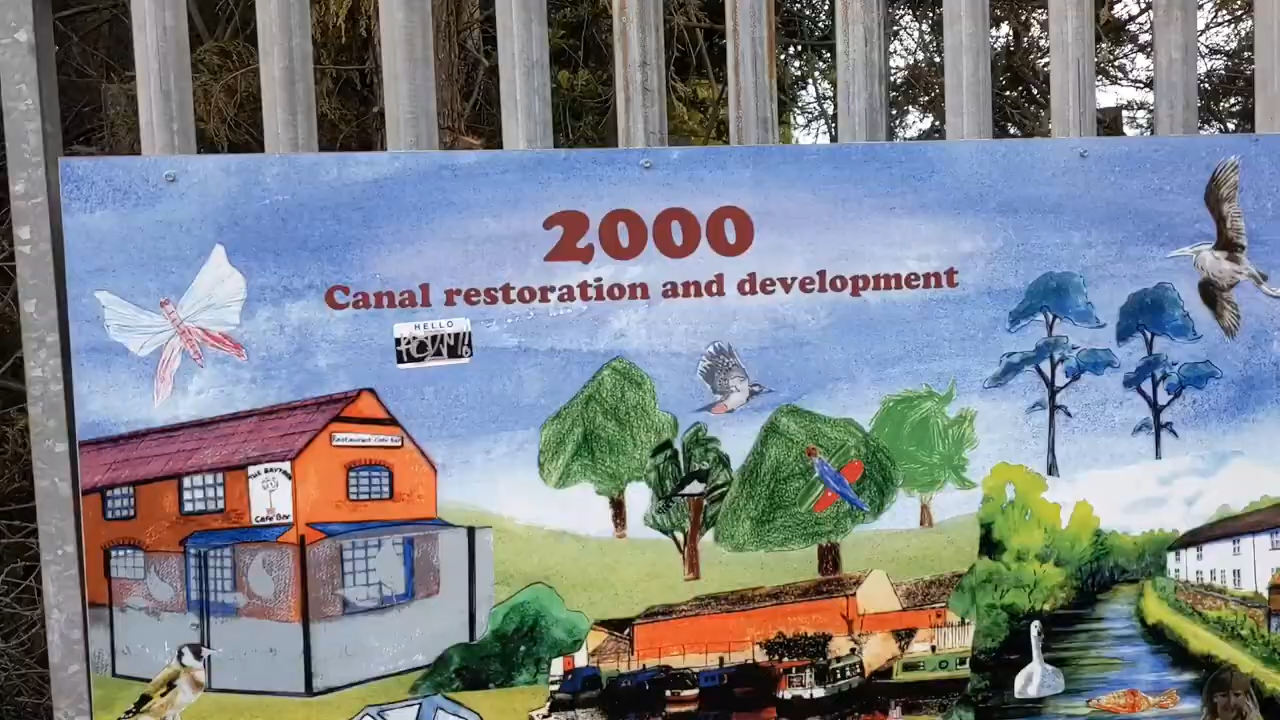 2000
Canal restoration and development
HELLO
Restaurant Cafe Bar
Cafe Bar